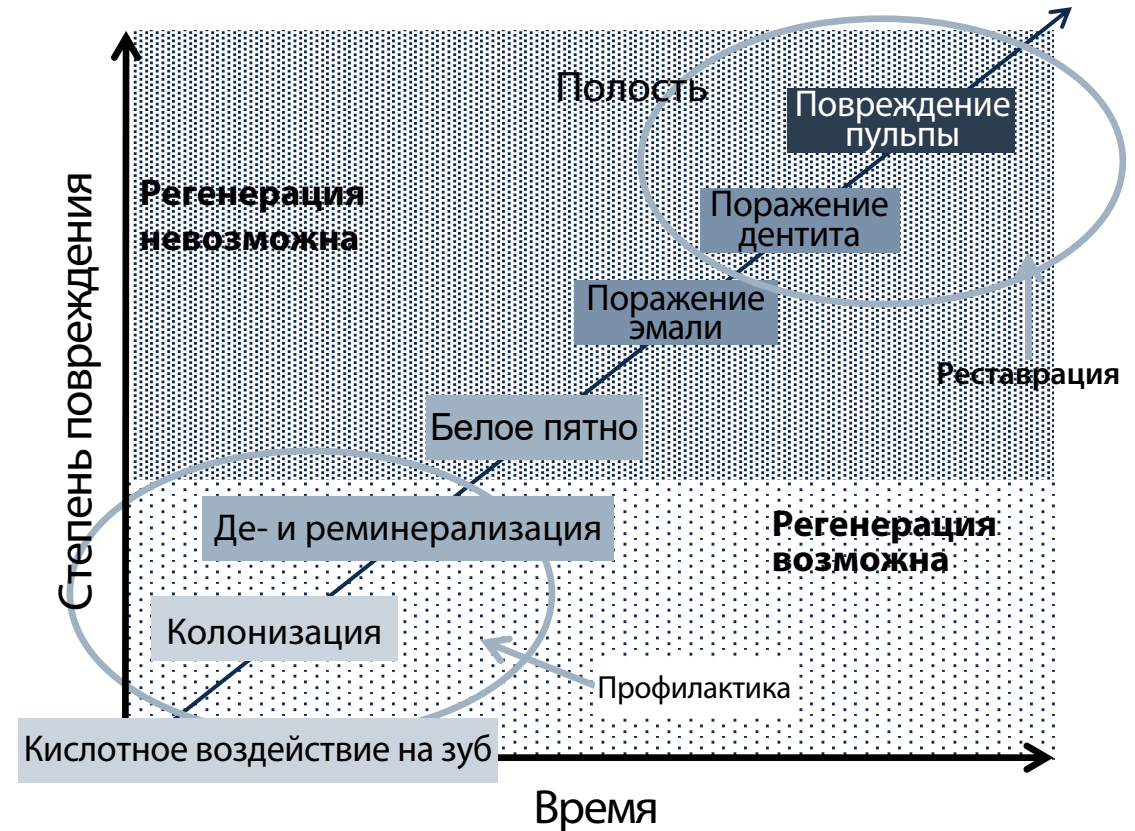 Полость
Повреждение
пульпы
Регенерация
невозможна
Поражение
дентита
Поражение
эмали
Реставрация
Белое пятно
Де- и реминерализация
Регенерация
возможна
Колонизация
Профилактика
Кислотное воздействие на зуб
Степень повреждения
Время